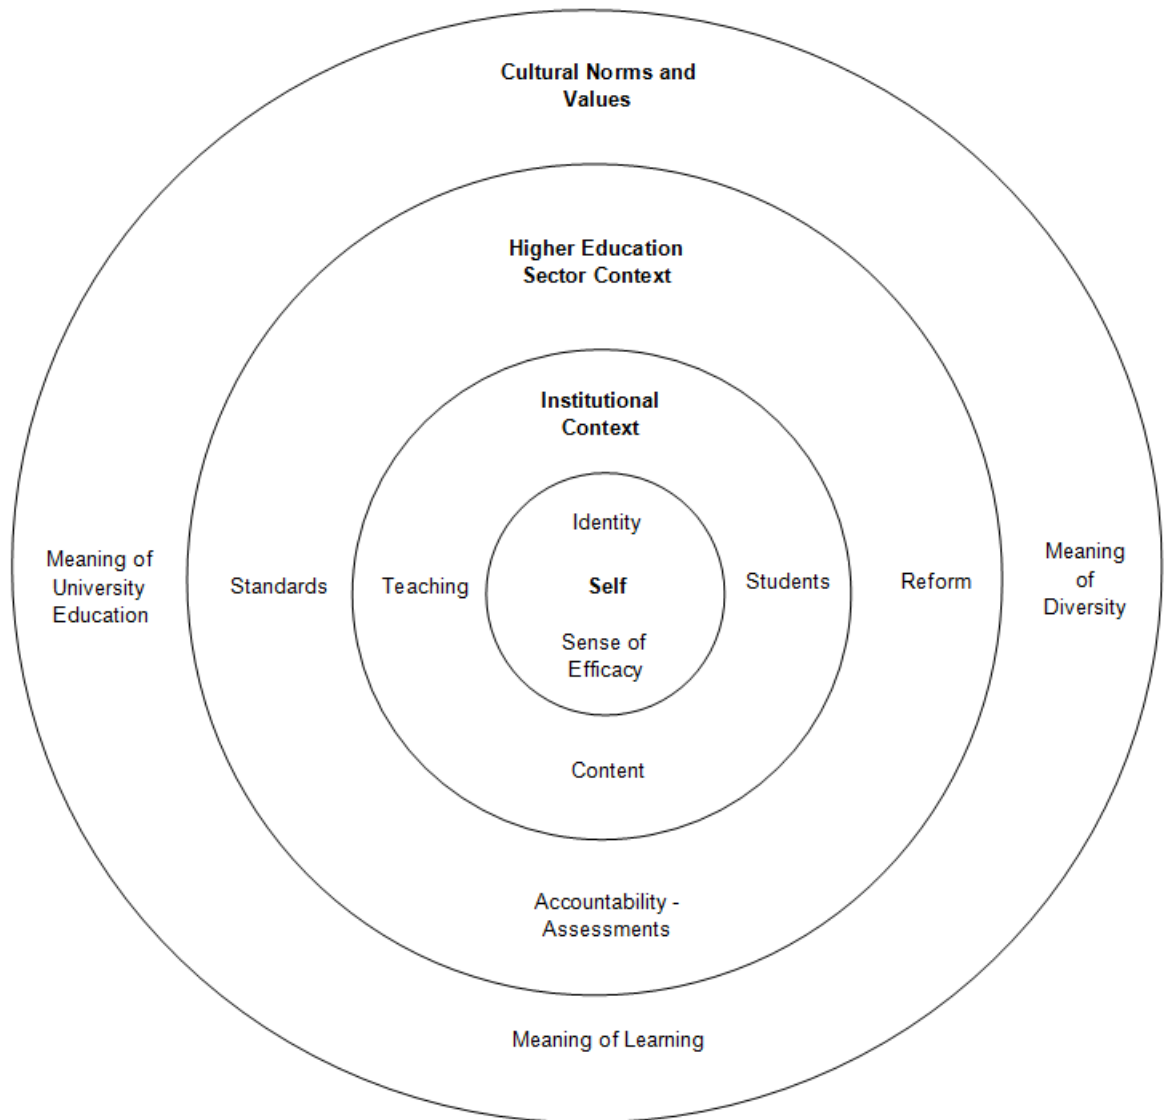 Cultural Norms and
Values
Higher Education
Sector Context
Institutional
Context
Identity
Self
Sense of
Efficacy
Teaching
Students
Content
Standards
Reform
Accountability -
Assessments
Meaning of
University
Education
Meaning
of
Diversity
Meaning of Learning